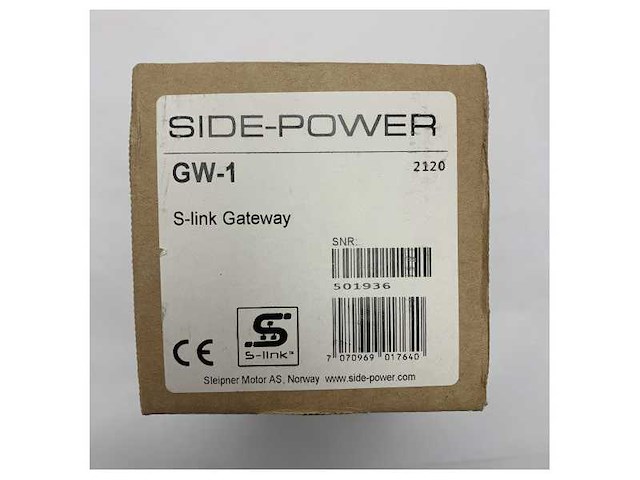 SIDE-POWER
GW-1 2120
S-link Gateway
SNR:
501936
S-link™
CE
7 070969 017640
Sleipner Motor AS, Norway www.side-power.com